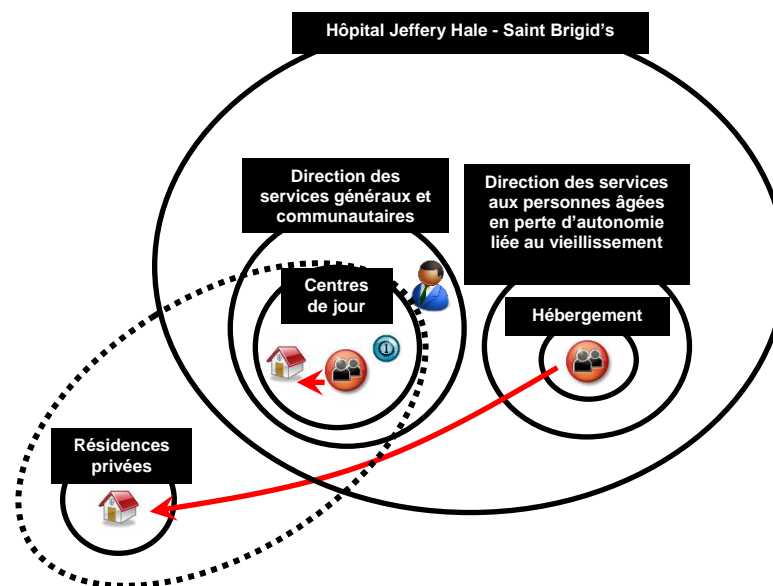 Hôpital Jeffery Hale - Saint Brigid's
Direction des
services généraux et
communautaires
Direction des services
aux personnes âgées
en perte d'autonomie
liée au vieillissement
Centres
de jour
Hébergement
Résidences
privées